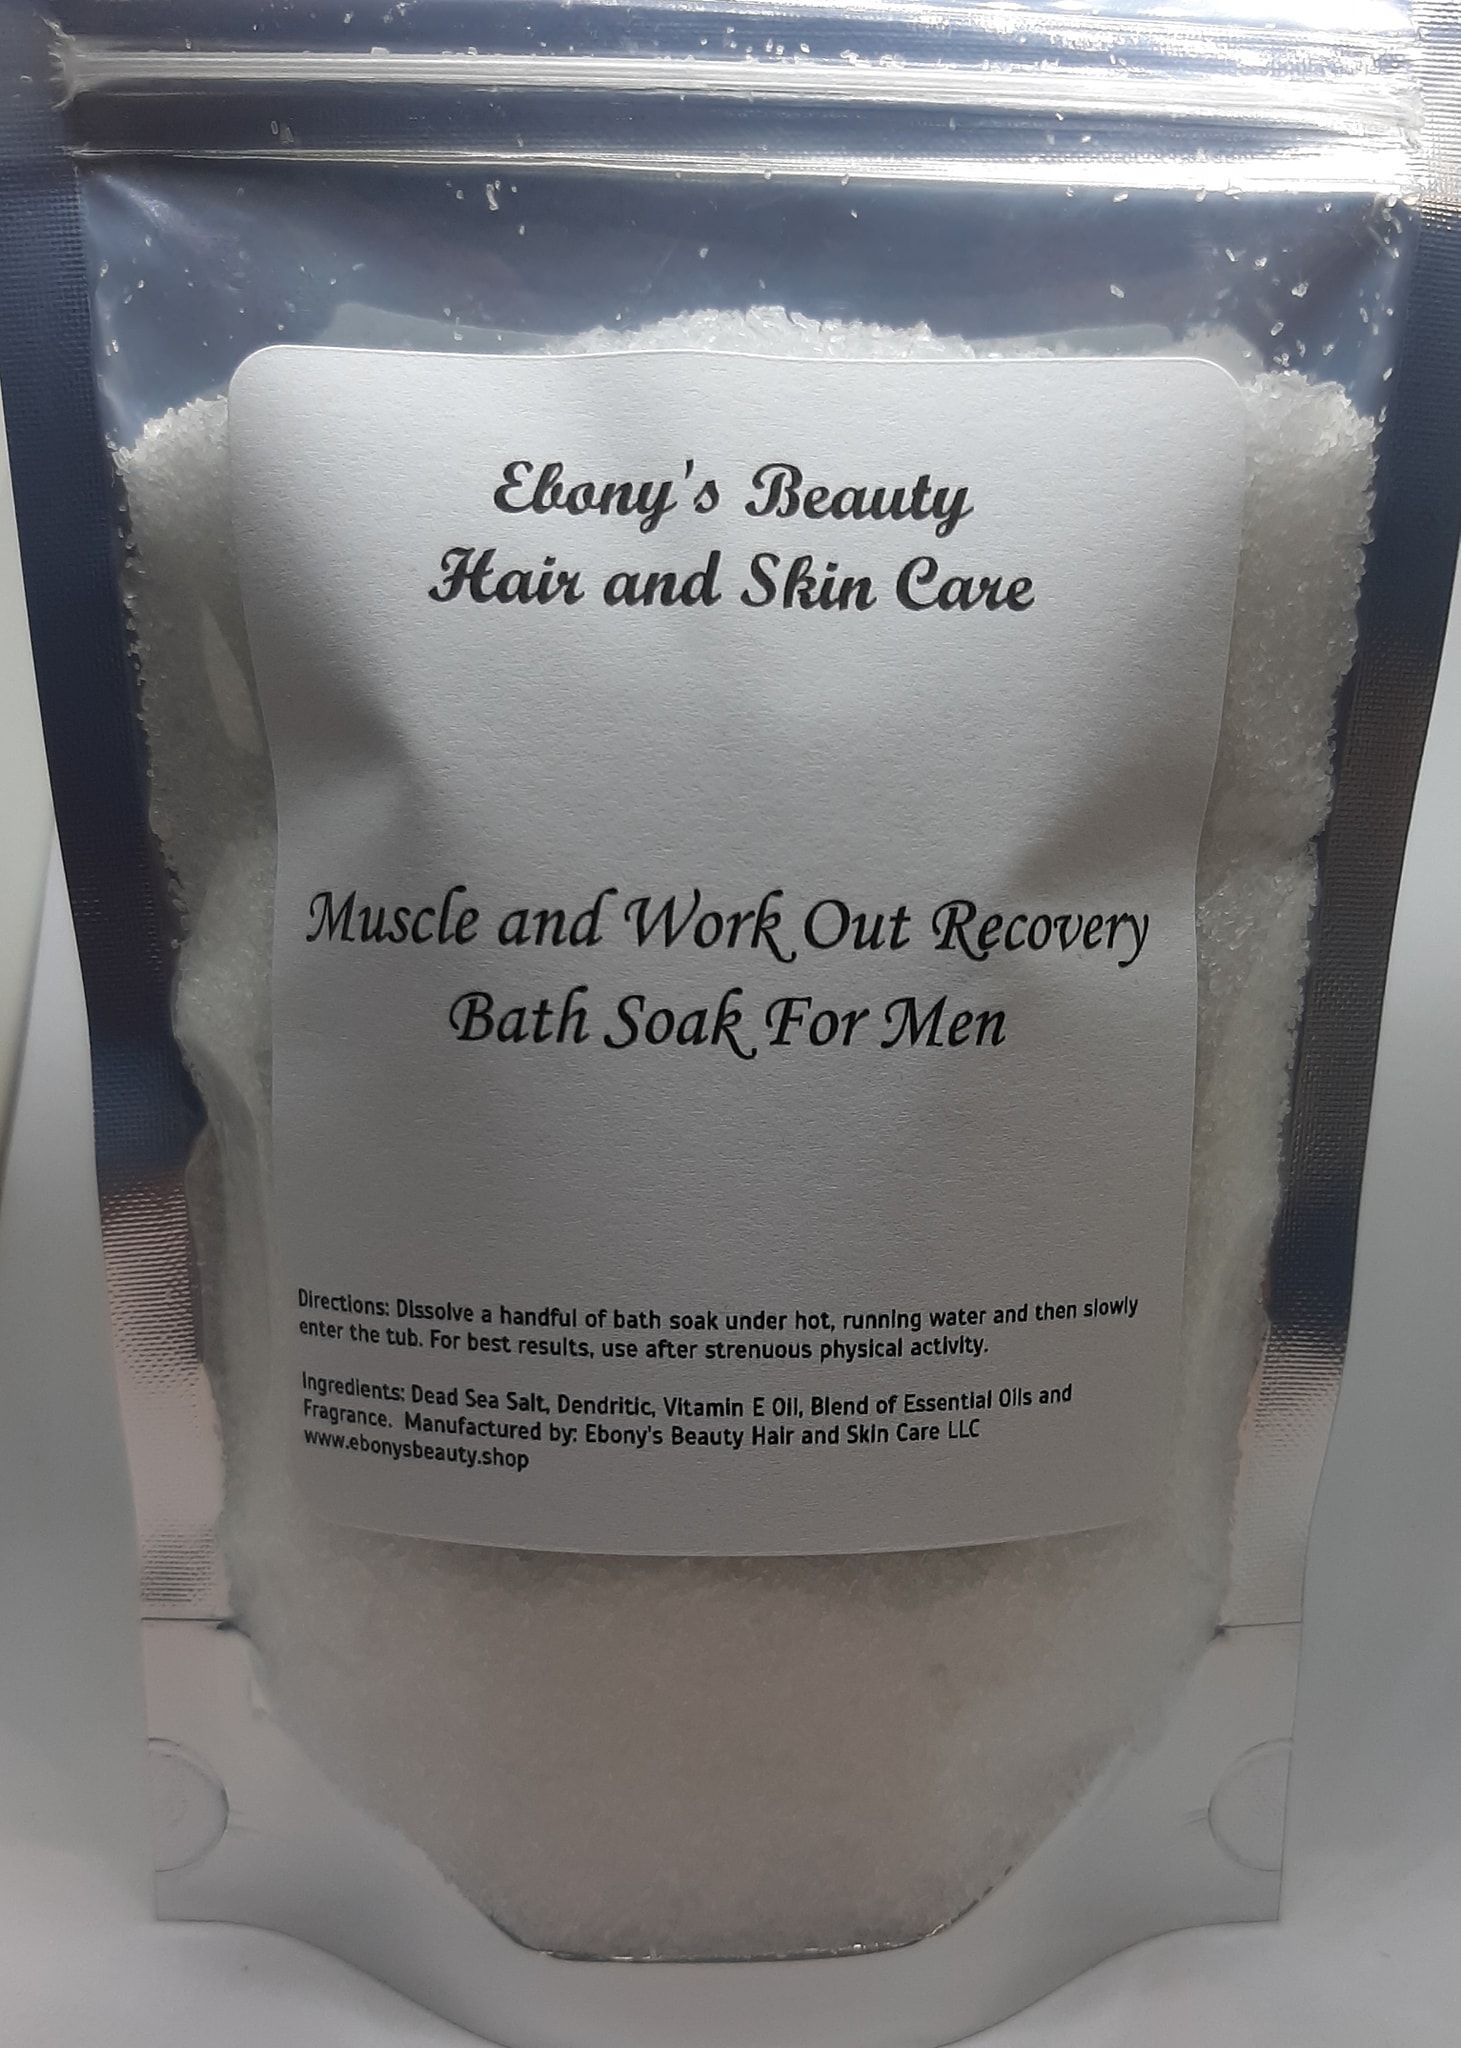 Ebony's Beauty
Hair and Skin Care
Muscle and Work Out Recovery
Bath Soak For Men
Directions: Dissolve a handful of bath soak under hot, running water and then slowly
enter the tub. For best results, use after strenuous physical activity.
Ingredients: Dead Sea Salt, Dendritic, Vitamin E Oil, Blend of Essential Oils and
Fragrance. Manufactured by: Ebony's Beauty Hair and Skin Care LLC
www.ebonysbeauty.shop